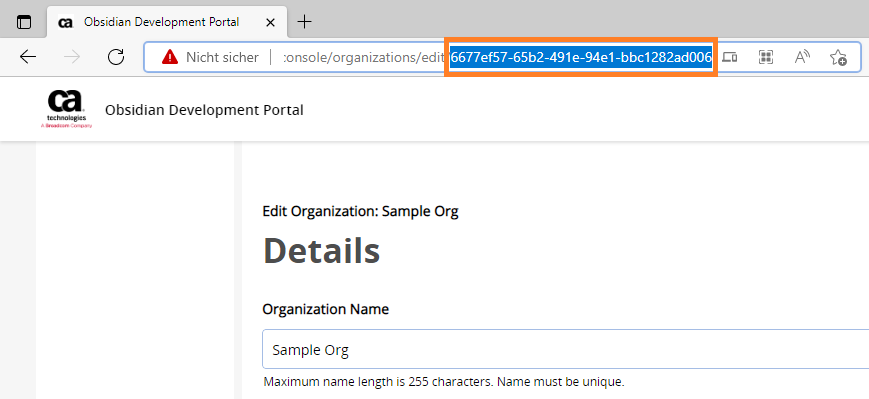 ca Obsidian Development Portal
Nicht sicher :onsole/organizations/edit/6677ef57-65b2-491e-94e1-bbc1282ad006
ca
technologies
A Broadcom Company
Obsidian Development Portal
Edit Organization: Sample Org
Details
Organization Name
Sample Org
Maximum name length is 255 characters. Name must be unique.